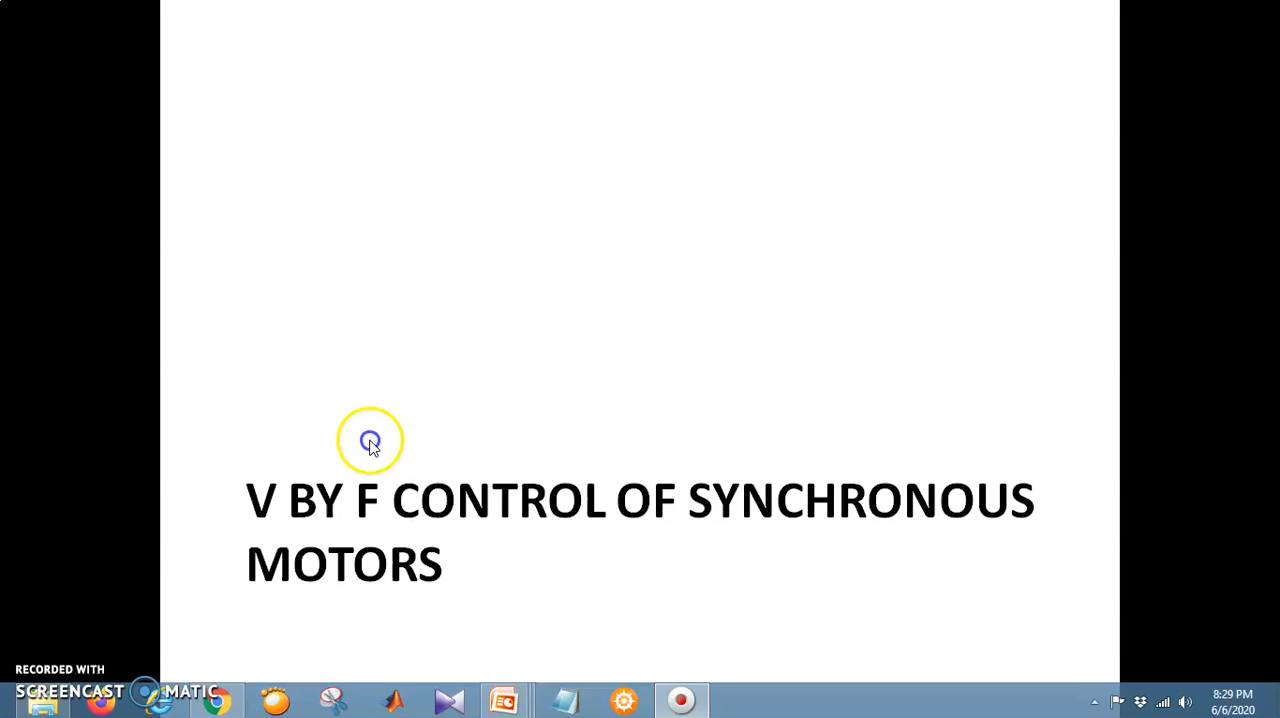 V BY F CONTROL OF SYNCHRONOUS
MOTORS
RECORDED WITH
SCREENCAST MATIC
8:29 PM
6/6/2020